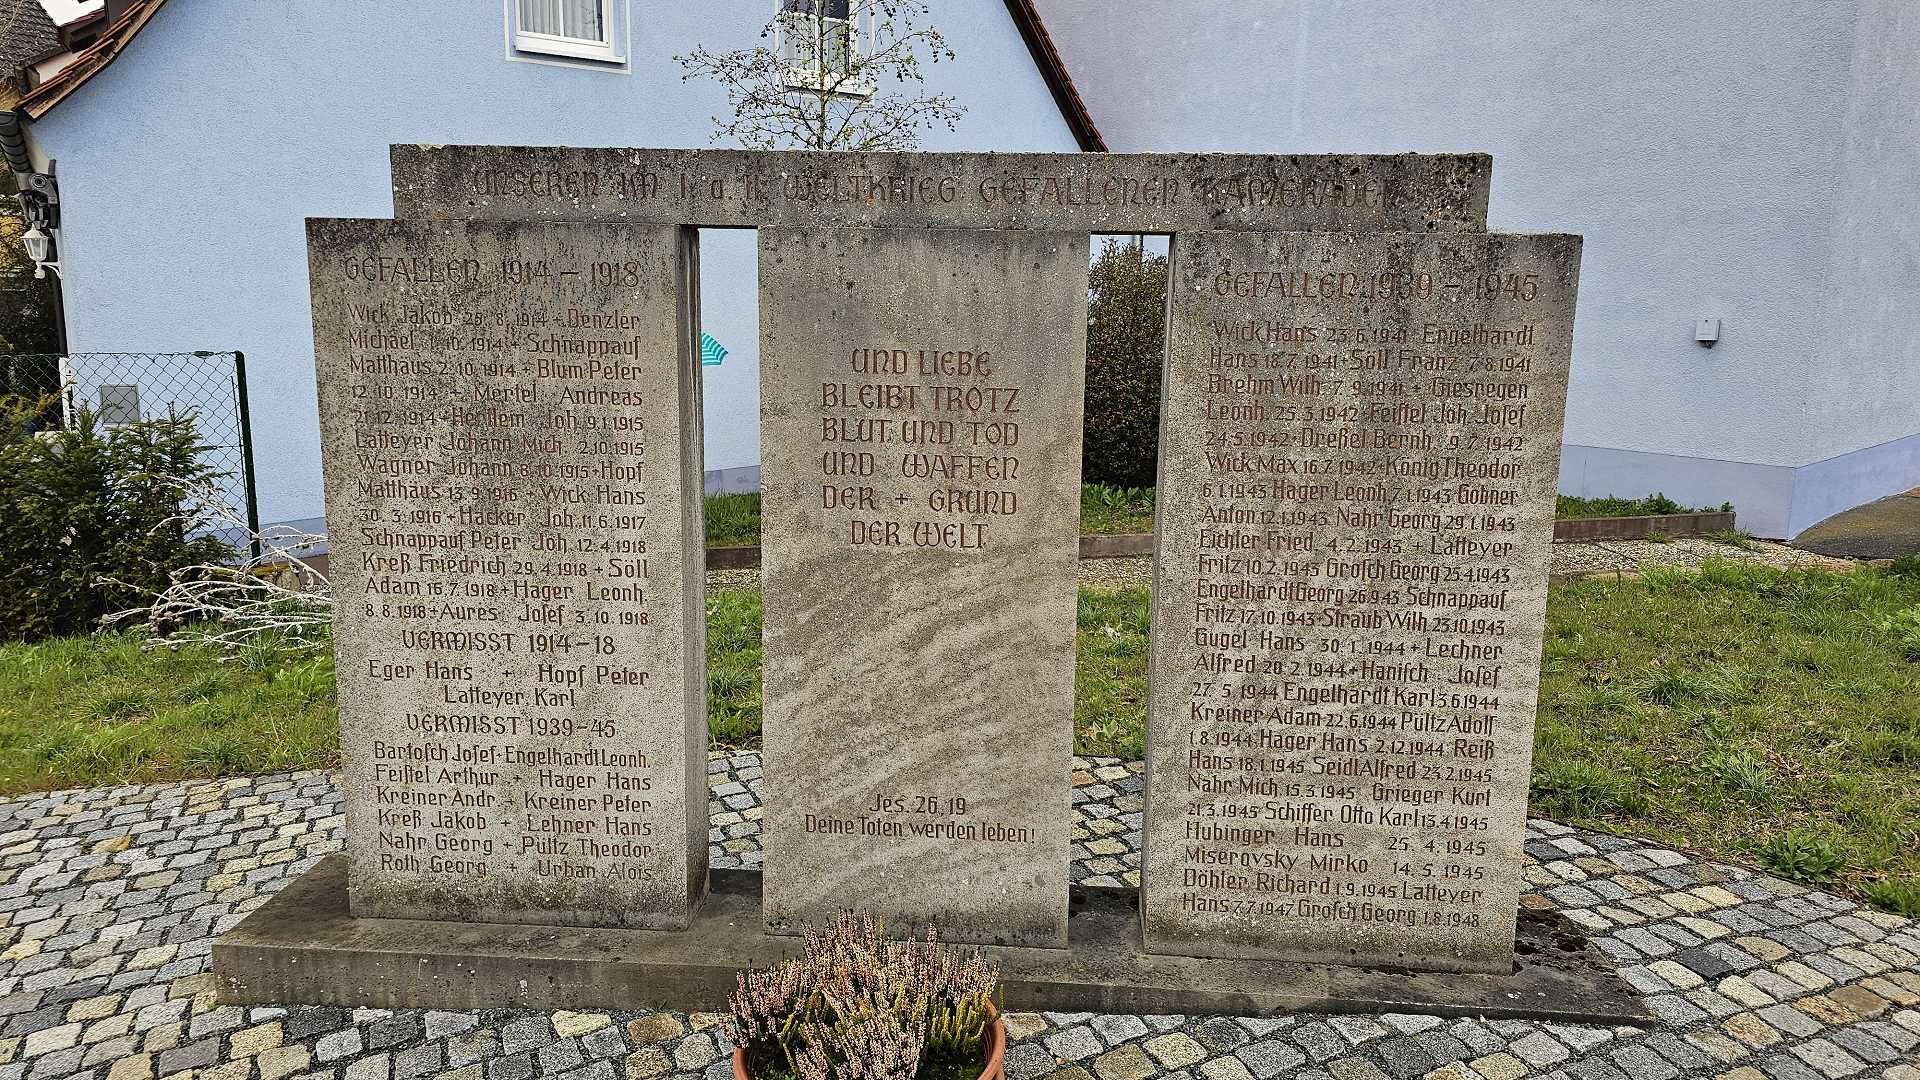 UNSEREN IM I. u. II. WELTKRIEG GEFALLENEN KAMERADEN
GEFALLEN 1914 – 1918
Wick Jakob 25. 8. 1914 + Denzler
Michael 1. 10. 1914 + Schnappauf
Matthäus 2. 10. 1914 + Blum Peter
12. 10. 1914 + Mertel Andreas
21. 12. 1914 + Henflem Joh. 9. 1. 1915
Latteyer Johann Mich. 2. 10. 1915
Wagner Johann 8. 10. 1915 + Hopf
Matthäus 13. 9. 1916 + Wick Hans
30. 3. 1916 + Hacker Joh. 11. 6. 1917
Schnappauf Peter Joh. 12. 4. 1918
Kreß Friedrich 29. 4. 1918 + Söll
Adam 16. 7. 1918 + Hager Leonh.
8. 8. 1918 + Aures Josef 3. 10. 1918
VERMISST 1914 – 18
Eger Hans + Hopf Peter
Latteyer Karl
VERMISST 1939 – 45
Bartosch Josef + Engelhardt Leonh.
Feistel Arthur + Hager Hans
Kreiner Andr. + Kreiner Peter
Kreß Jakob + Lehner Hans
Nahr Georg + Pültz Theodor
Roth Georg + Urban Alois
UND LIEBE
BLEIBT TROTZ
BLUT UND TOD
UND WAFFEN
DER + GRUND
DER WELT
Jes. 26, 19
Deine Toten werden leben!
GEFALLEN 1939 – 1945
Wick Hans 23. 6. 1941 Engelhardt
Hans 18. 7. 1941 + Söll Franz 7. 8. 1941
Brehm Wilh. 7. 9. 1941 + Giesregen
Leonh. 25. 3. 1942 + Feistel Joh. Josef
24. 5. 1942 + Dreßel Bernh. 9. 7. 1942
Wick Max 16. 7. 1942 + König Theodor
6. 1. 1943 Hager Leonh. 7. 1. 1943 Goßner
Anton 12. 1. 1943 Nahr Georg 29. 1. 1943
Eichler Fried. 4. 2. 1943 + Latteyer
Fritz 10. 2. 1943 Grosch Georg 25. 4. 1943
Engelhardt Georg 26. 9. 43 Schnappauf
Fritz 17. 10. 1943 + Straub Wilh. 23. 10. 1943
Gugel Hans 30. 1. 1944 + Lechner
Alfred 20. 2. 1944 + Hanisch Josef
27. 5. 1944 Engelhardt Karl 3. 6. 1944
Kreiner Adam 22. 6. 1944 Pültz Adolf
1. 8. 1944 + Hager Hans 2. 12. 1944 Reiß
Hans 18. 1. 1945 Seidl Alfred 23. 2. 1945
Nahr Mich. 15. 3. 1945 Grieger Kurt
21. 3. 1945 Schiffer Otto Karl 13. 4. 1945
Hubinger Hans 25. 4. 1945
Miserovsky Mirko 14. 5. 1945
Döhler Richard 1. 9. 1945 Latteyer
Hans 7. 7. 1947 Grosch Georg 1. 8. 1948